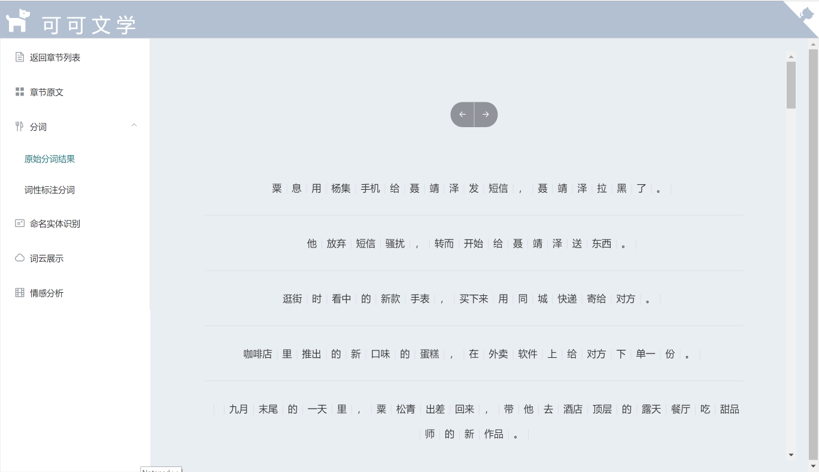 可可文学
返回章节列表
章节原文
分词
原始分词结果
词性标注分词
命名实体识别
词云展示
情感分析
粟 息 用 杨集 手机 给 聂 靖 泽 发 短信 ， 聂 靖 泽 拉 黑 了 。
他 放弃 短信 骚扰 ， 转而 开始 给 聂 靖 泽 送 东西 。
逛街 时 看中 的 新款 手表 ， 买下来 用 同 城 快递 寄给 对方 。
咖啡店 里 推出 的 新 口味 的 蛋糕 ， 在 外卖 软件 上 给 对方 下 单一 份 。
九月 末尾 的 一天 里 ， 粟 松青 出差 回来 ， 带 他 去 酒店 顶层 的 露天 餐厅 吃 甜品
师 的 新 作品 。